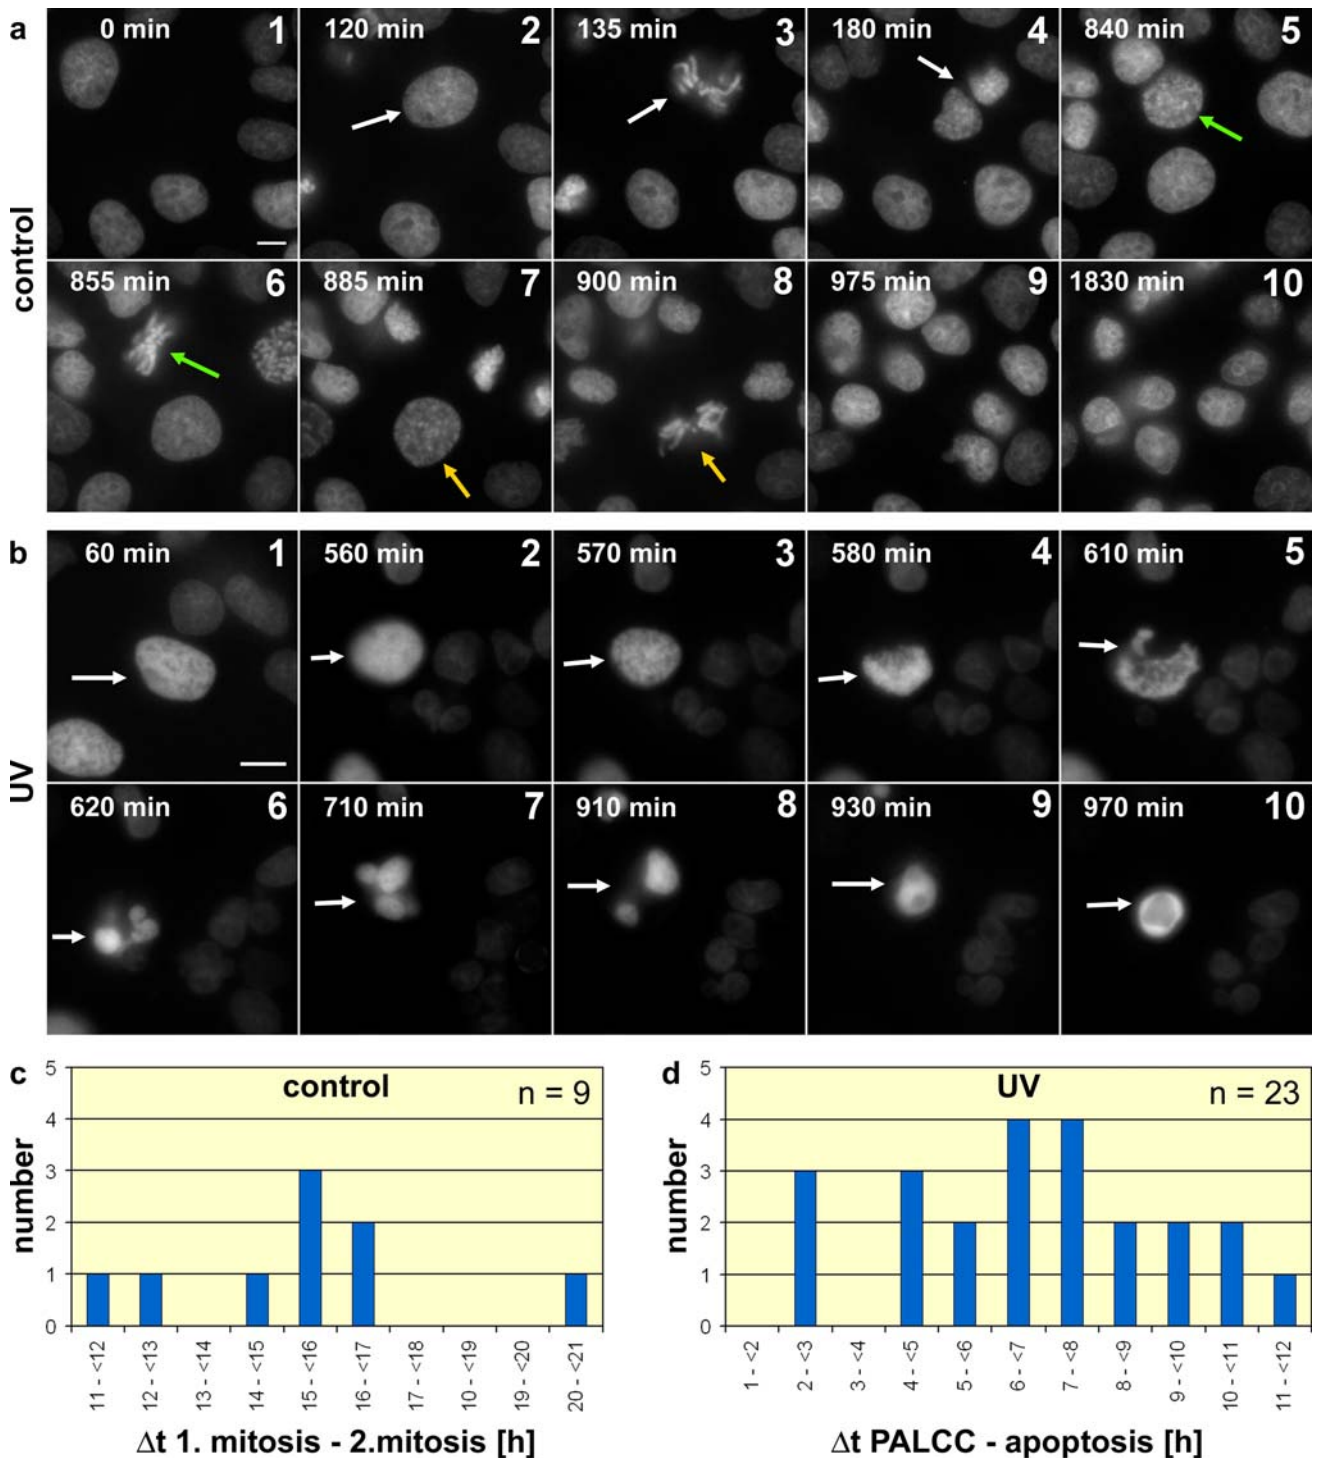 a
control
0 min 1
120 min 2
135 min 3
180 min 4
840 min 5
855 min 6
885 min 7
900 min 8
975 min 9
1830 min 10
b
UV
60 min 1
560 min 2
570 min 3
580 min 4
610 min 5
620 min 6
710 min 7
910 min 8
930 min 9
970 min 10
c
control
n = 9
number
5
4
3
2
1
0
11 - <12
12 - <13
13 - <14
14 - <15
15 - <16
16 - <17
17 - <18
10 - <19
19 - <20
20 - <21
Δt 1. mitosis - 2.mitosis [h]
d
UV
n = 23
number
5
4
3
2
1
0
1 - <2
2 - <3
3 - <4
4 - <5
5 - <6
6 - <7
7 - <8
8 - <9
9 - <10
10 - <11
11 - <12
Δt PALCC - apoptosis [h]